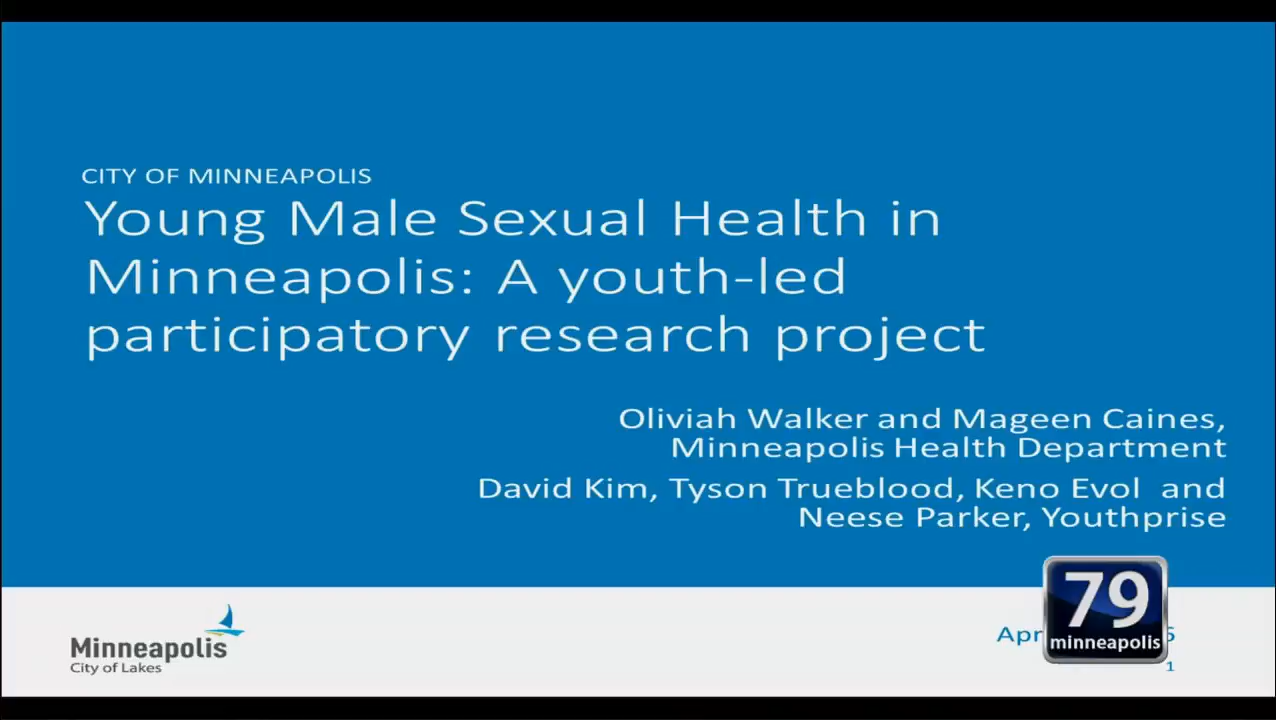 CITY OF MINNEAPOLIS
Young Male Sexual Health in
Minneapolis: A youth-led
participatory research project
Oliviah Walker and Mageen Caines,
Minneapolis Health Department
David Kim, Tyson Trueblood, Keno Evol and
Neese Parker, Youthprise
Minneapolis
City of Lakes
79
minneapolis
1